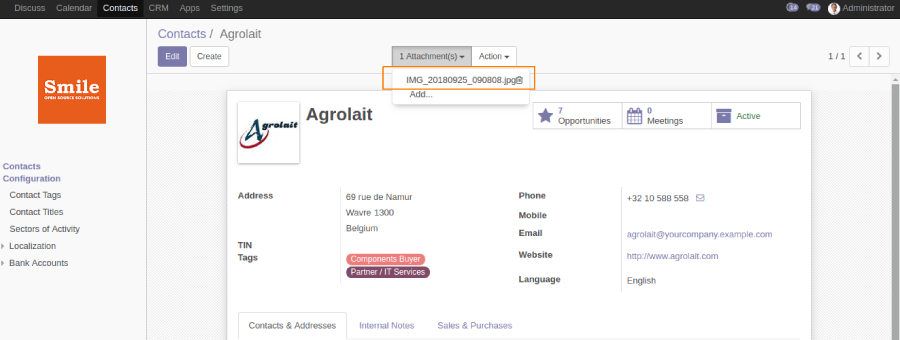 Discuss Calendar Contacts CRM Apps Settings 14 21 Administrator
Contacts / Agrolait
Edit Create 1 Attachment(s) Action 1 / 1
IMG_20180925_090808.jpg
Add...
Smile
OPEN SOURCE SOLUTIONS
Contacts
Configuration
Contact Tags
Contact Titles
Sectors of Activity
Localization
Bank Accounts
Agrolait
Agrolait
7 Opportunities
0 Meetings
Active
Address 69 rue de Namur
Wavre 1300
Belgium
TIN
Tags Components Buyer
Partner / IT Services
Phone +32 10 588 558
Mobile
Email agrolait@yourcompany.example.com
Website http://www.agrolait.com
Language English
Contacts & Addresses Internal Notes Sales & Purchases